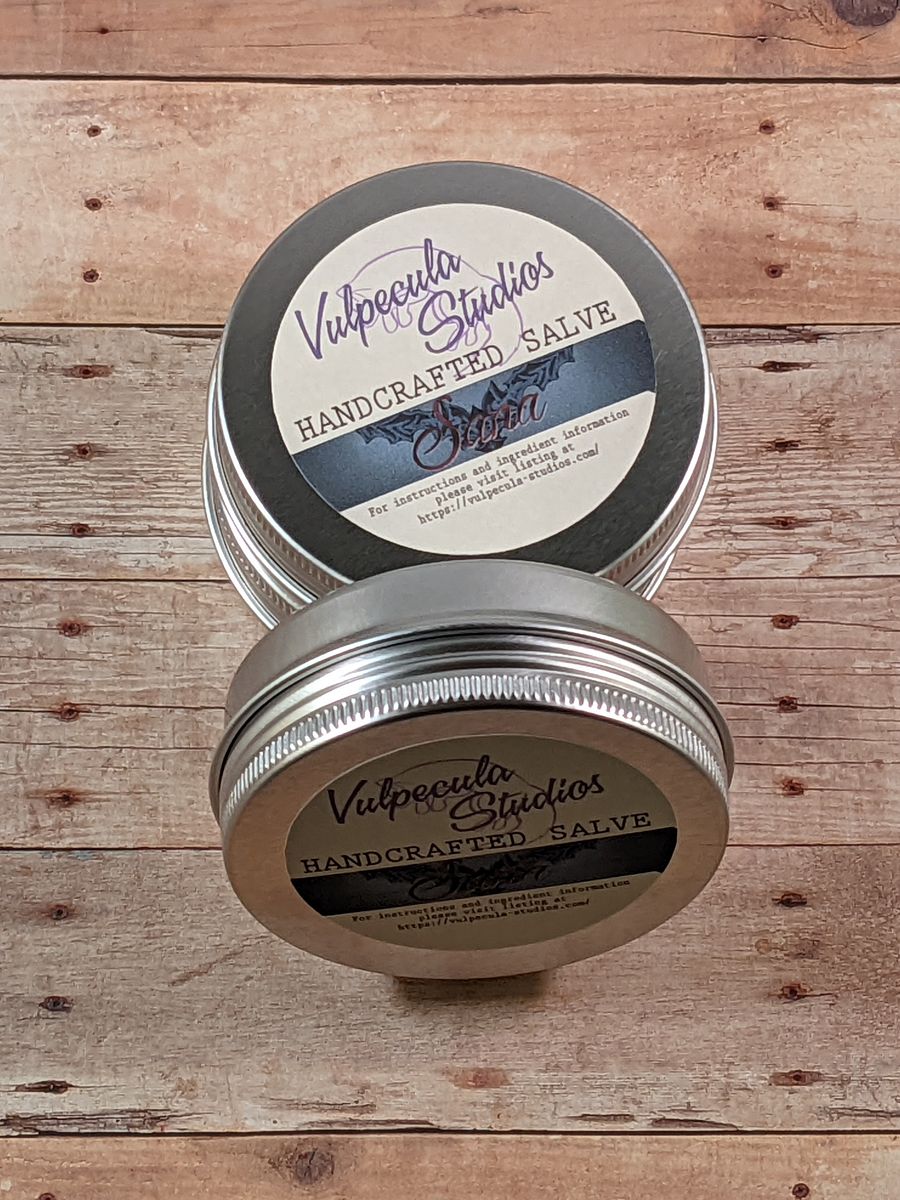 Vulpecula
Studios
HANDCRAFTED SALVE
For instructions and ingredient information
please visit listing at
https://vulpecula-studios.com/
Vulpecula
Studios
HANDCRAFTED SALVE
For instructions and ingredient information
please visit listing at
https://vulpecula-studios.com/